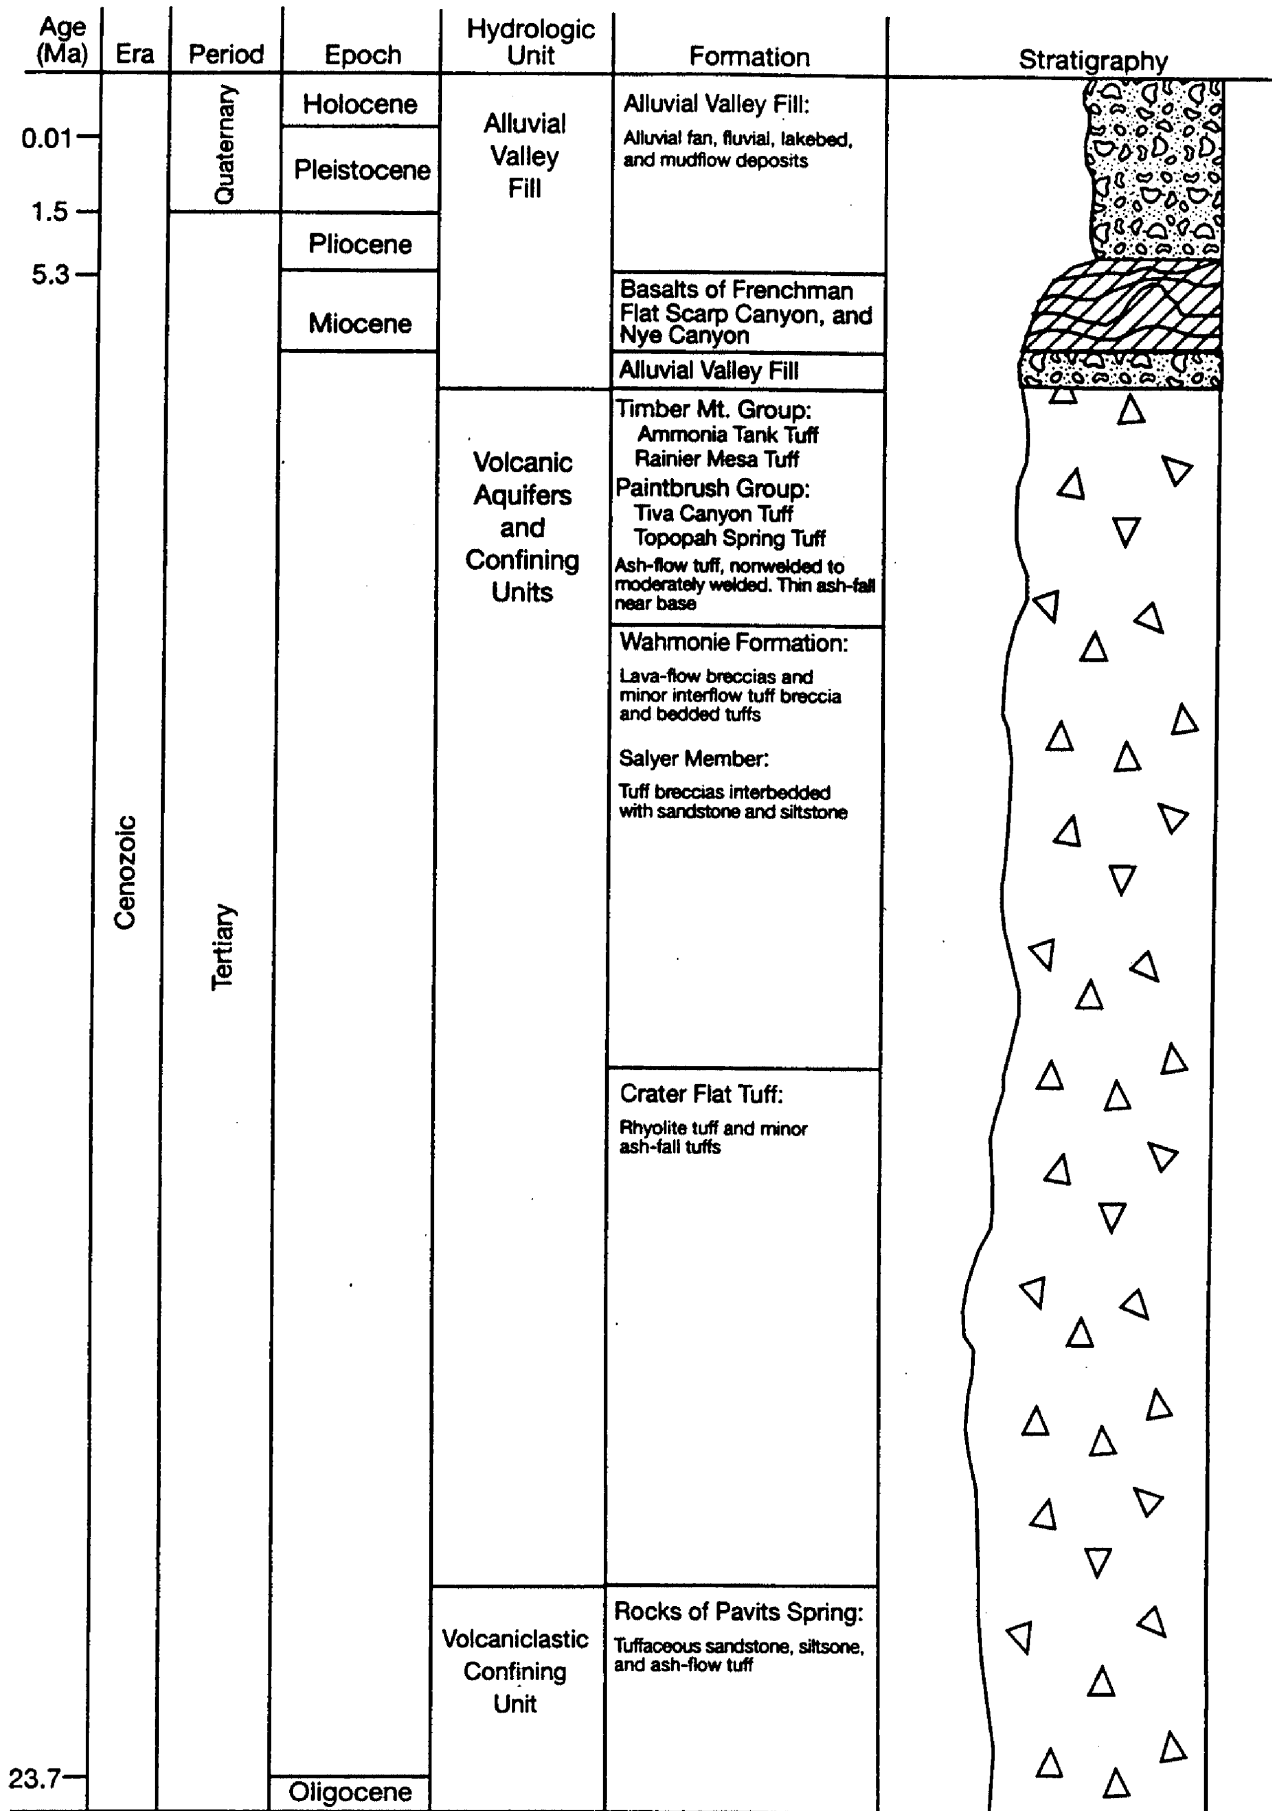 Age
(Ma)
Era
Period
Epoch
Hydrologic
Unit
Formation
Stratigraphy
0.01
1.5
5.3
23.7
Cenozoic
Quaternary
Tertiary
Holocene
Pleistocene
Pliocene
Miocene
Oligocene
Alluvial
Valley
Fill
Volcanic
Aquifers
and
Confining
Units
Volcaniclastic
Confining
Unit
Alluvial Valley Fill:
Alluvial fan, fluvial, lakebed,
and mudflow deposits
Basalts of Frenchman
Flat Scarp Canyon, and
Nye Canyon
Alluvial Valley Fill
Timber Mt. Group:
Ammonia Tank Tuff
Rainier Mesa Tuff
Paintbrush Group:
Tiva Canyon Tuff
Topopah Spring Tuff
Ash-flow tuff, nonwelded to
moderately welded. Thin ash-fall
near base
Wahmonie Formation:
Lava-flow breccias and
minor interflow tuff breccia
and bedded tuffs
Salyer Member:
Tuff breccias interbedded
with sandstone and siltstone
Crater Flat Tuff:
Rhyolite tuff and minor
ash-fall tuffs
Rocks of Pavits Spring:
Tuffaceous sandstone, siltsone,
and ash-flow tuff